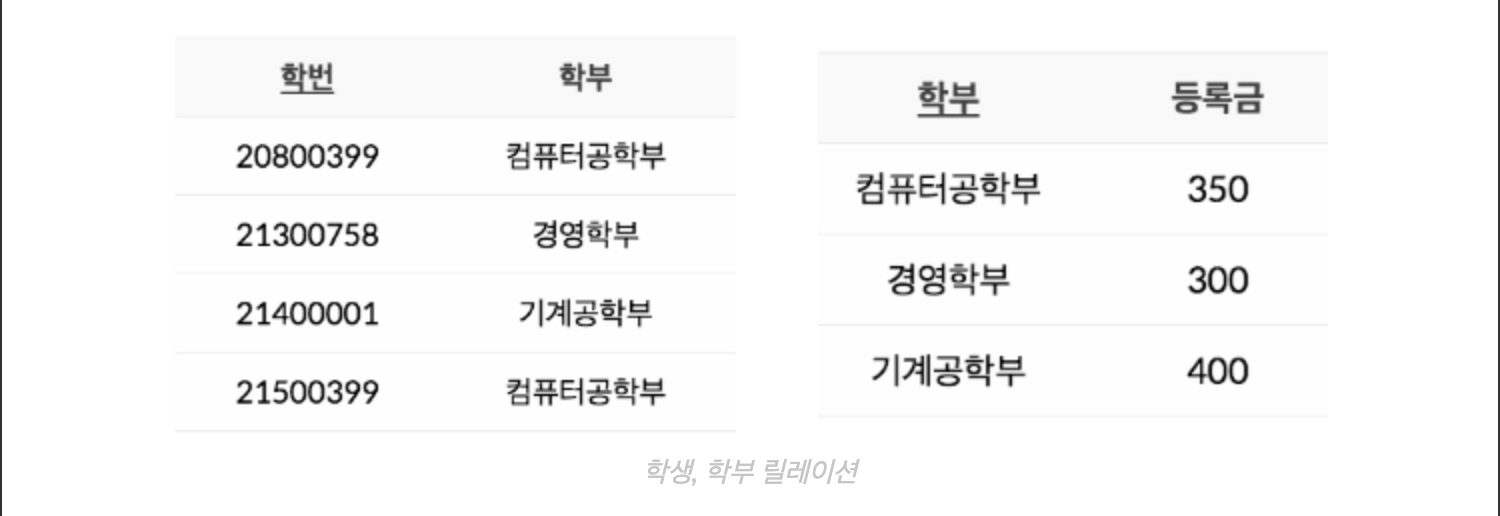 학번 학부
20800399 컴퓨터공학부
21300758 경영학부
21400001 기계공학부
21500399 컴퓨터공학부
학부 등록금
컴퓨터공학부 350
경영학부 300
기계공학부 400
학생, 학부 릴레이션